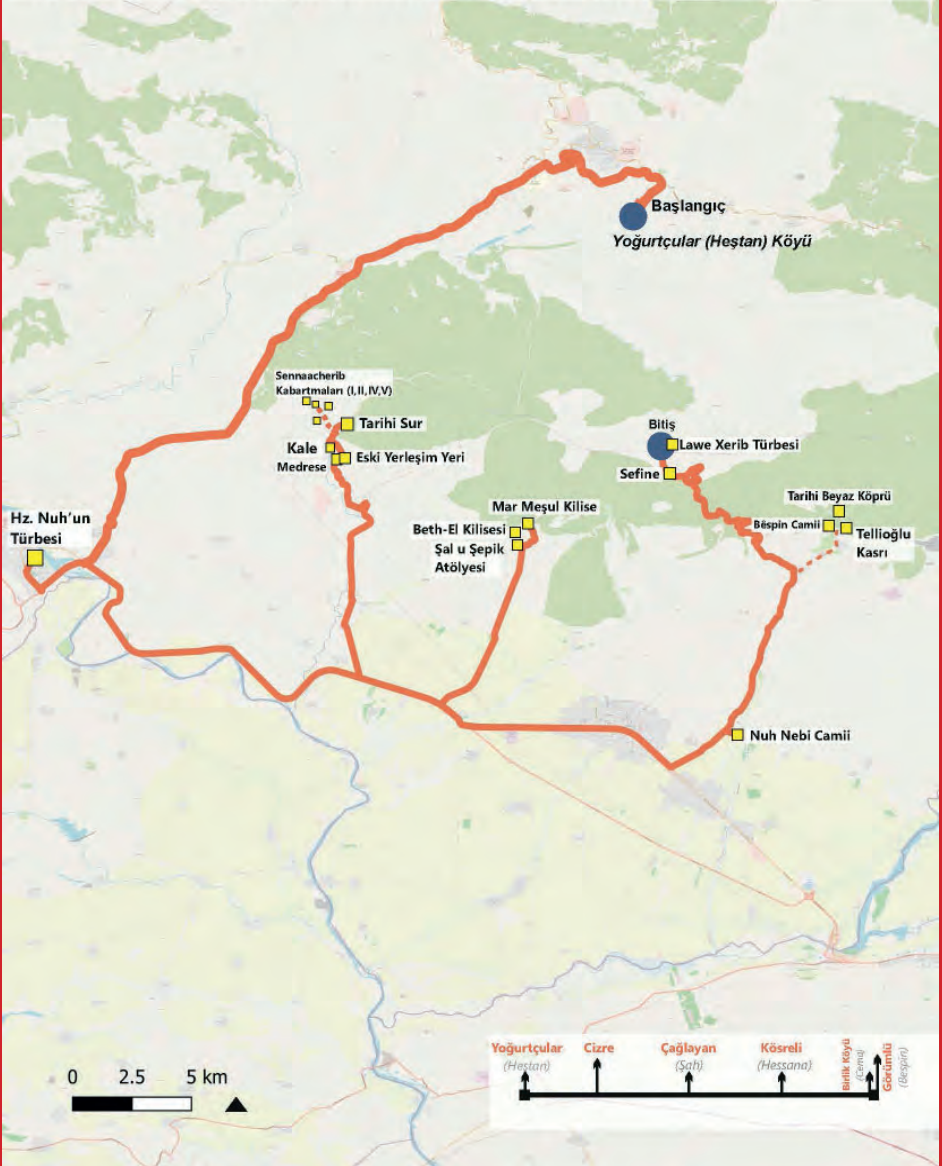 Başlangıç
Yoğurtçular (Heştan) Köyü
Sennaacherib
Kabartmaları (I,II,IV,V)
Tarihi Sur
Kale
Medrese
Eski Yerleşim Yeri
Bitiş
Lawe Xerib Türbesi
Sefine
Mar Meşul Kilise
Beth-El Kilisesi
Şal u Şepik
Atölyesi
Tarihi Beyaz Köprü
Bêspin Camii
Tellioğlu
Kasrı
Hz. Nuh'un
Türbesi
Nuh Nebi Camii
0 2.5 5 km
Yoğurtçular
(Heştan)
Cizre
Çağlayan
(Şah)
Kösreli
(Hessana)
Birlik Köyü
(Cemaj)
Görümlü
(Bespin)